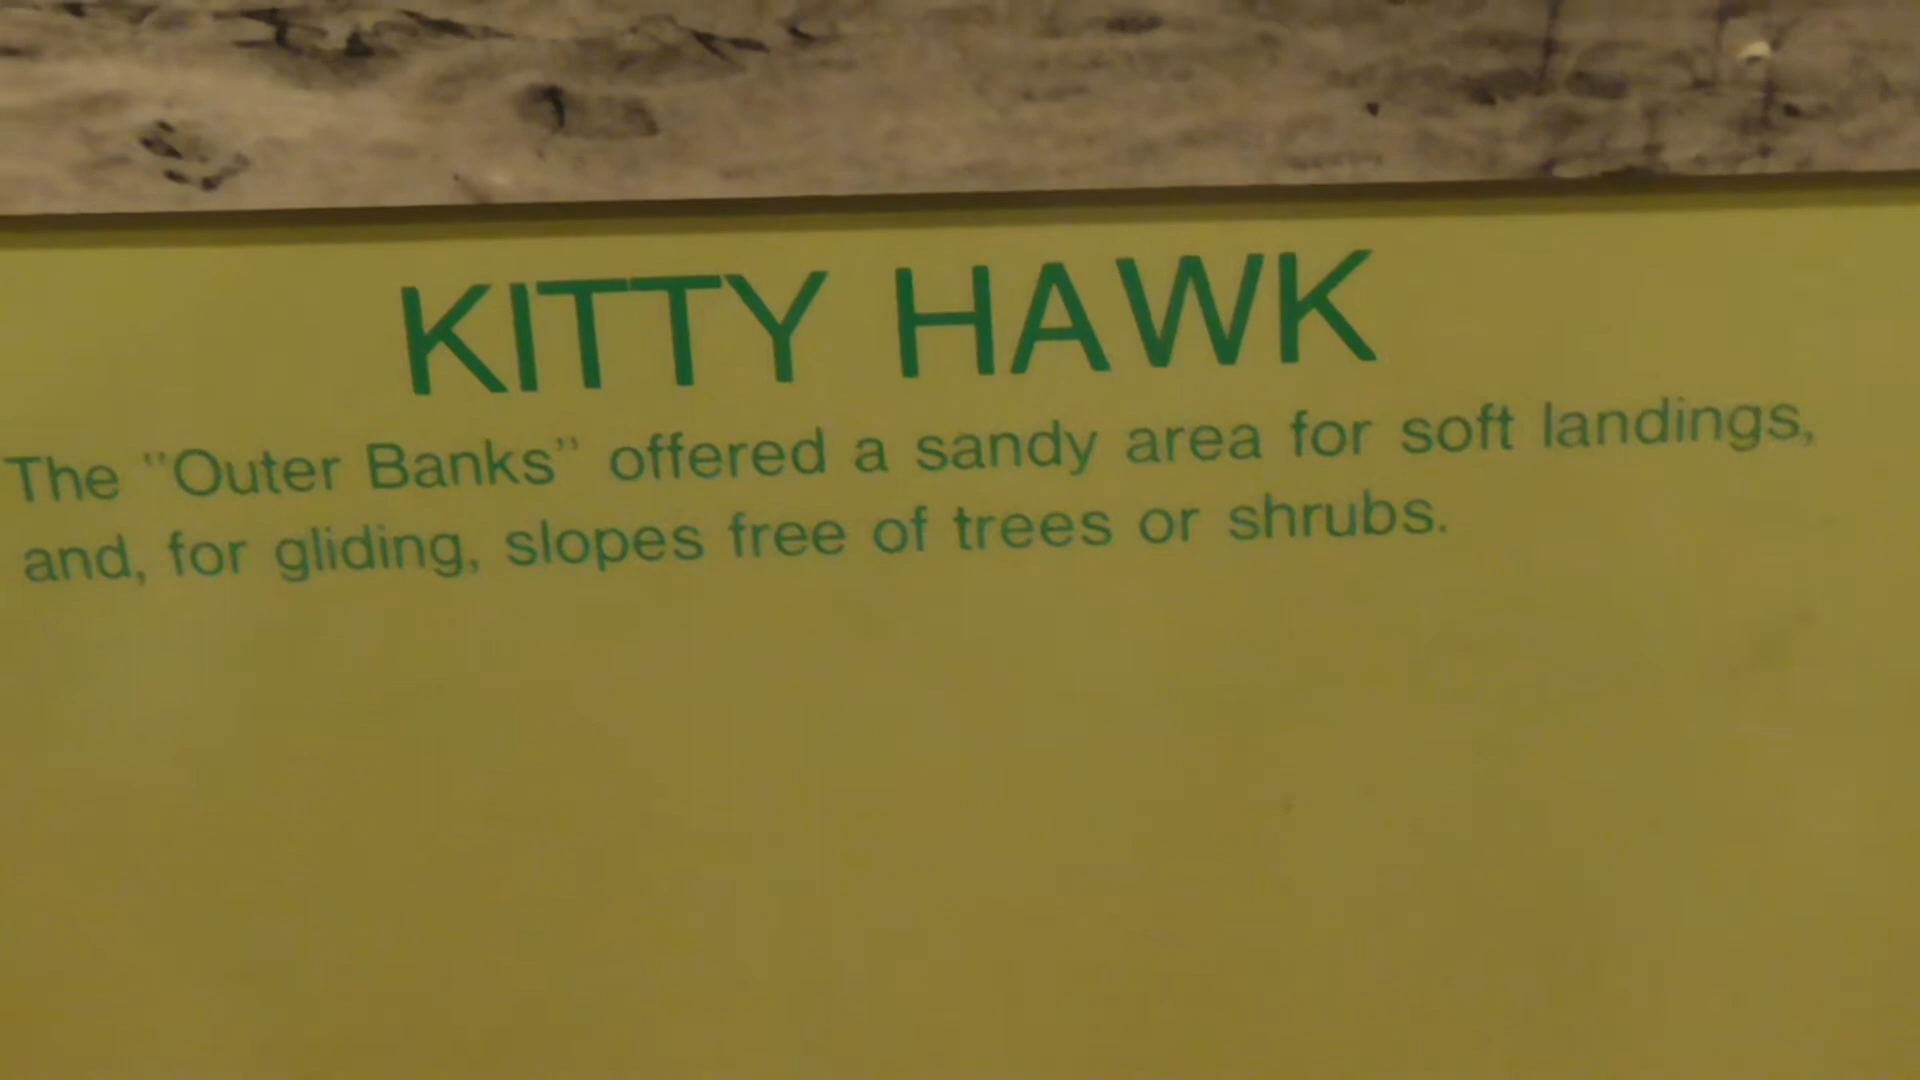 KITTY HAWK
The "Outer Banks" offered a sandy area for soft landings,
and, for gliding, slopes free of trees or shrubs.